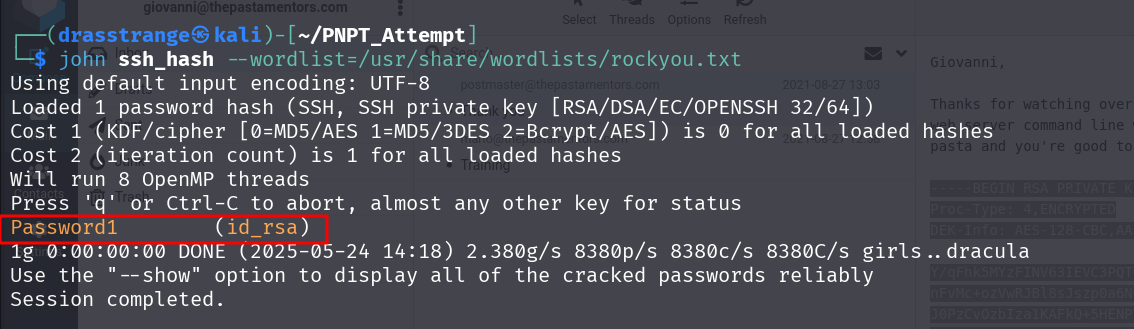 giovanni@thepastamentors.com
Select Threads Options Refresh
┌──(drasstrange㉿kali)-[~/PNPT_Attempt]
└─$ john ssh_hash --wordlist=/usr/share/wordlists/rockyou.txt
Using default input encoding: UTF-8
Loaded 1 password hash (SSH, SSH private key [RSA/DSA/EC/OPENSSH 32/64])
Cost 1 (KDF/cipher [0=MD5/AES 1=MD5/3DES 2=Bcrypt/AES]) is 0 for all loaded hashes
Cost 2 (iteration count) is 1 for all loaded hashes
Will run 8 OpenMP threads
Press 'q' or Ctrl-C to abort, almost any other key for status
Password1 (id_rsa)
1g 0:00:00:00 DONE (2025-05-24 14:18) 2.380g/s 8380p/s 8380c/s 8380C/s girls..dracula
Use the "--show" option to display all of the cracked passwords reliably
Session completed.
postmaster@thepastamentors.com 2021-08-27 13:03
Training
Trash
Giovanni,
Thanks for watching over
web server command line
pasta and you're good to
-----BEGIN RSA PRIVATE K
Proc-Type: 4,ENCRYPTED
DEK-Info: AES-128-CBC,AA